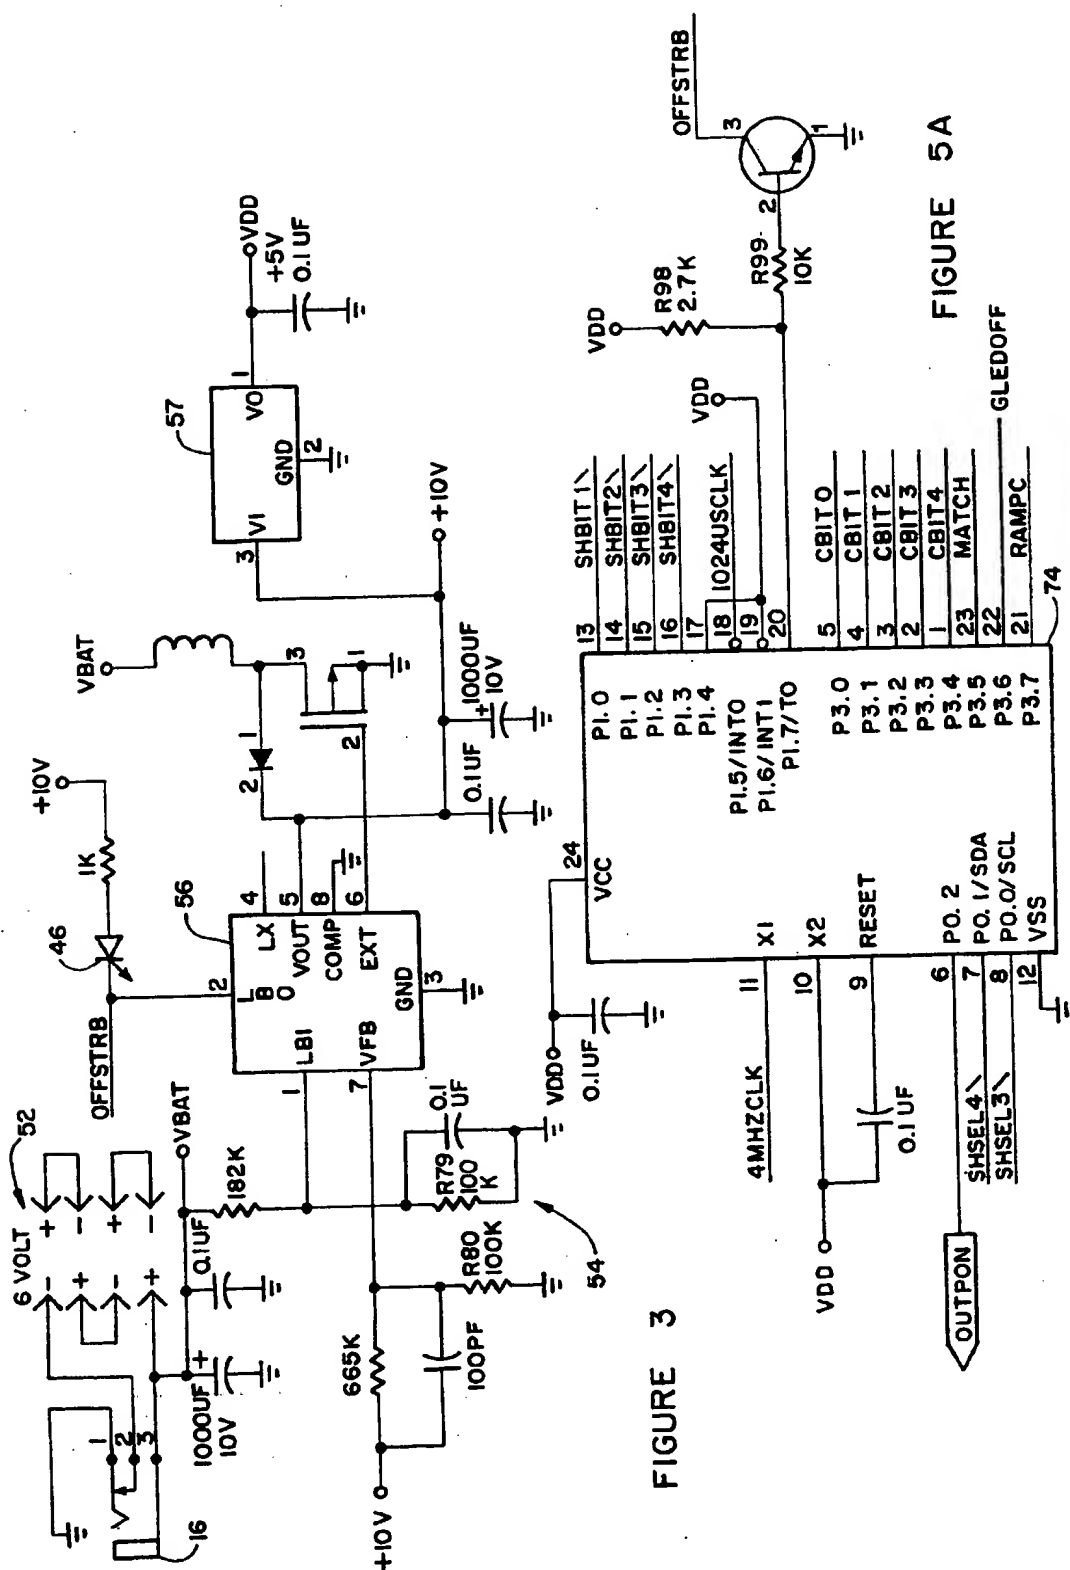 6 VOLT
52
-
+
+
-
-
+
+
-
1
2
3
16
1000UF
10V
+
0.1UF
VBAT
182K
R79
100
K
0.1
UF
54
665K
100PF
R80
100K
+10V
OFFSTRB
46
1K
+10V
56
2
L
B
O
1
LBI
7
VFB
LX
4
VOUT
5
COMP
8
EXT
6
GND
3
VBAT
1
2
3
2
1
0.1UF
+
1000UF
10V
+10V
57
3
VI
VO
1
GND
2
VDD
+5V
0.1UF
FIGURE 3
VDD
0.1UF
24
VCC
4MHZCLK
11
X1
10
X2
9
RESET
VDD
0.1UF
OUTPON
6
P0.2
SHSEL4\
7
P0.1/SDA
SHSEL3\
8
P0.0/SCL
12
VSS
P1.0
13
SHBIT1\
P1.1
14
SHBIT2\
P1.2
15
SHBIT3\
P1.3
16
SHBIT4\
P1.4
17
P1.5/INT0
18
1024USCLK
P1.6/INT1
19
VDD
P1.7/T0
20
P3.0
5
CBIT0
P3.1
4
CBIT1
P3.2
3
CBIT2
P3.3
2
CBIT3
P3.4
1
CBIT4
P3.5
23
MATCH
P3.6
22
GLEDOFF
P3.7
21
RAMPC
74
VDD
R98
2.7K
R99
10K
2
3
1
OFFSTRB
FIGURE 5A